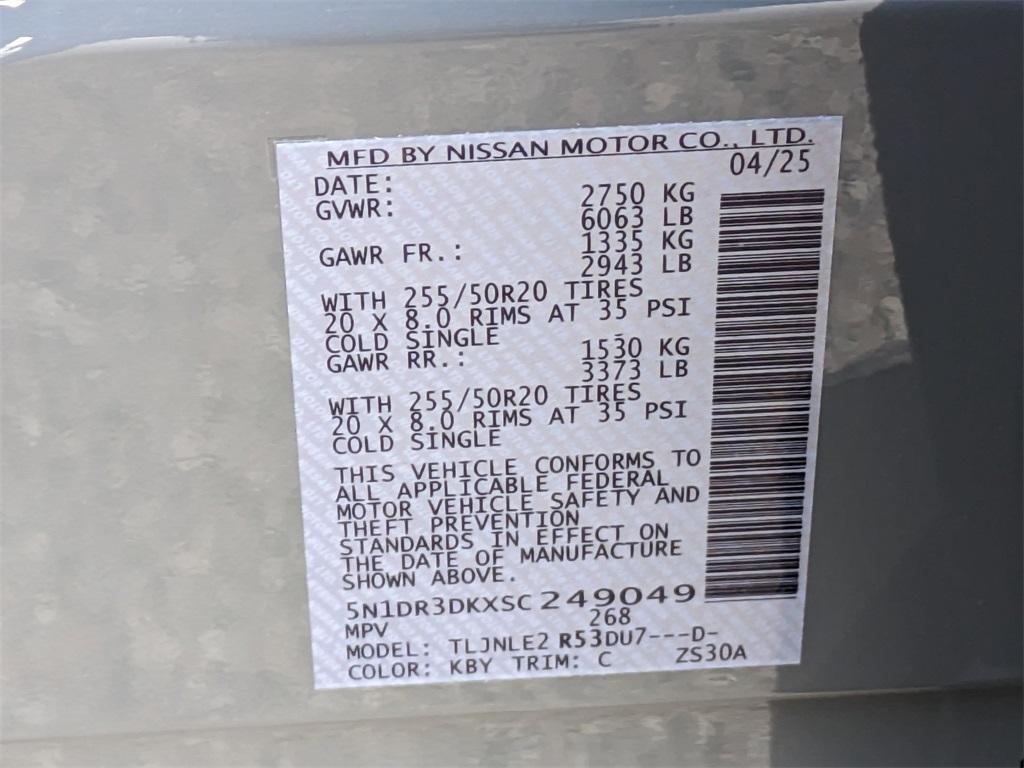 MFD BY NISSAN MOTOR CO., LTD.
DATE: 04/25
GVWR: 2750 KG
6063 LB
GAWR FR.: 1335 KG
2943 LB
WITH 255/50R20 TIRES
20 X 8.0 RIMS AT 35 PSI
COLD SINGLE
GAWR RR.: 1530 KG
3373 LB
WITH 255/50R20 TIRES
20 X 8.0 RIMS AT 35 PSI
COLD SINGLE
THIS VEHICLE CONFORMS TO
ALL APPLICABLE FEDERAL
MOTOR VEHICLE SAFETY AND
THEFT PREVENTION
STANDARDS IN EFFECT ON
THE DATE OF MANUFACTURE
SHOWN ABOVE.
5N1DR3DKXSC249049
MPV 268
MODEL: TLJNLE2 R53DU7---D-
COLOR: KBY TRIM: C ZS30A